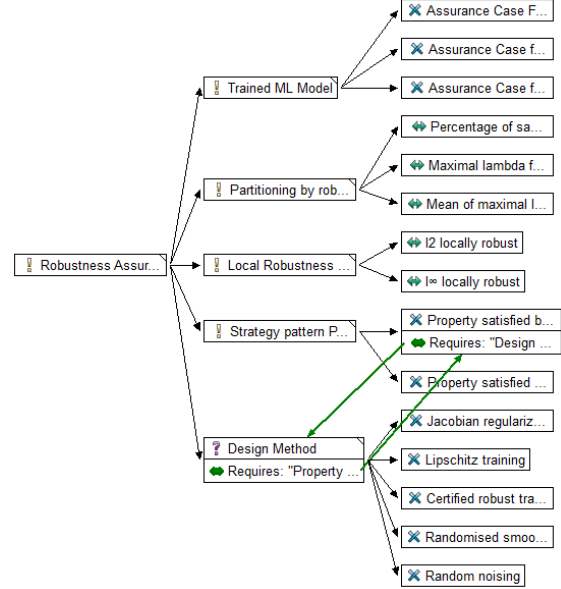 Assurance Case F...
Assurance Case f...
Trained ML Model
Assurance Case f...
Percentage of sa...
Maximal lambda f...
Partitioning by rob...
Mean of maximal l...
l2 locally robust
Robustness Assur...
Local Robustness ...
l∞ locally robust
Property satisfied b...
Strategy pattern P...
Requires: "Design ...
Property satisfied ...
Jacobian regulariz...
Design Method
Requires: "Property ...
Lipschitz training
Certified robust tra...
Randomised smoo...
Random noising